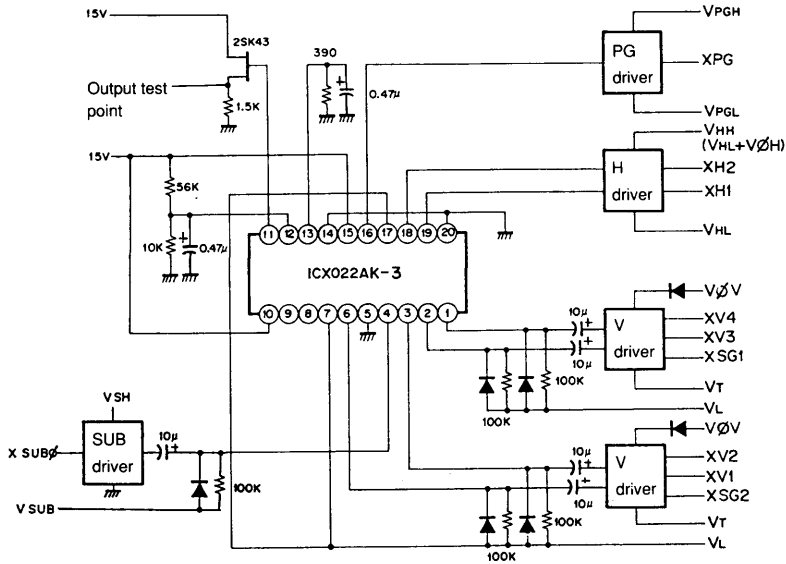 15V
2SK43
Output test
point
1.5K
390
+
0.47μ
VPGH
PG
driver
XPG
VPGL
VHH
(VHL+VØH)
H
driver
XH2
XH1
VHL
15V
56K
10K
+
0.47μ
11 12 13 14 15 16 17 18 19 20
ICX022AK-3
10 9 8 7 6 5 4 3 2 1
10μ
+
+
10μ
100K
100K
V
driver
VØV
XV4
XV3
XSG1
VT
VL
VSH
X SUBØ
SUB
driver
10μ
+
100K
V SUB
10μ
+
+
10μ
100K
100K
V
driver
VØV
XV2
XV1
XSG2
VT
VL